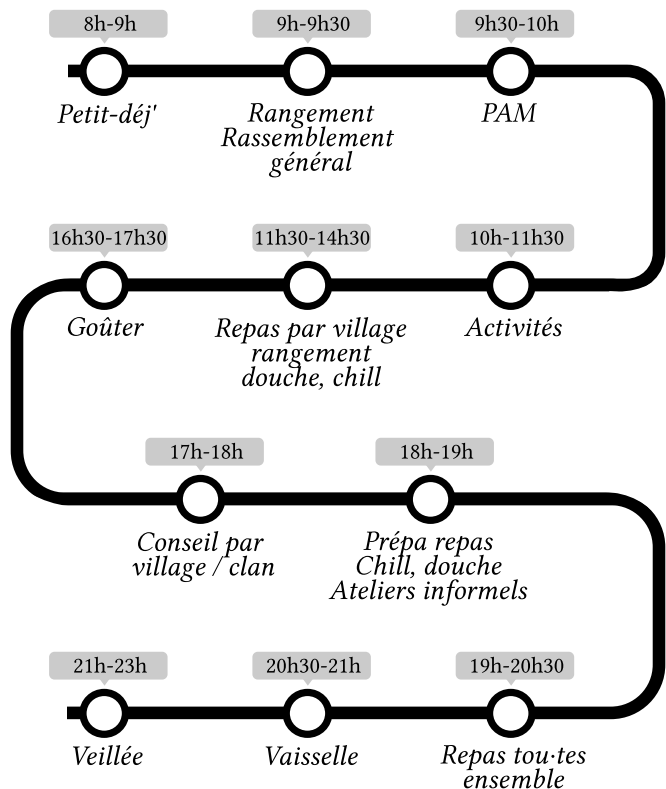 8h-9h
9h-9h30
9h30-10h
Petit-déj'
Rangement
Rassemblement
général
PAM
10h-11h30
11h30-14h30
16h30-17h30
Activités
Repas par village
rangement
douche, chill
Goûter
17h-18h
18h-19h
Conseil par
village / clan
Prépa repas
Chill, douche
Ateliers informels
19h-20h30
20h30-21h
21h-23h
Repas tou·tes
ensemble
Vaisselle
Veillée